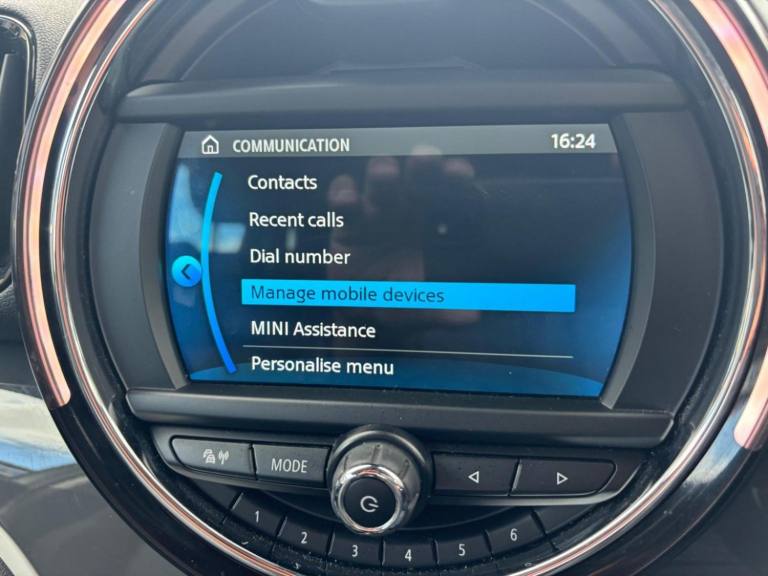 COMMUNICATION 16:24
Contacts
Recent calls
Dial number
Manage mobile devices
MINI Assistance
Personalise menu
MODE
1 2 3 4 5 6